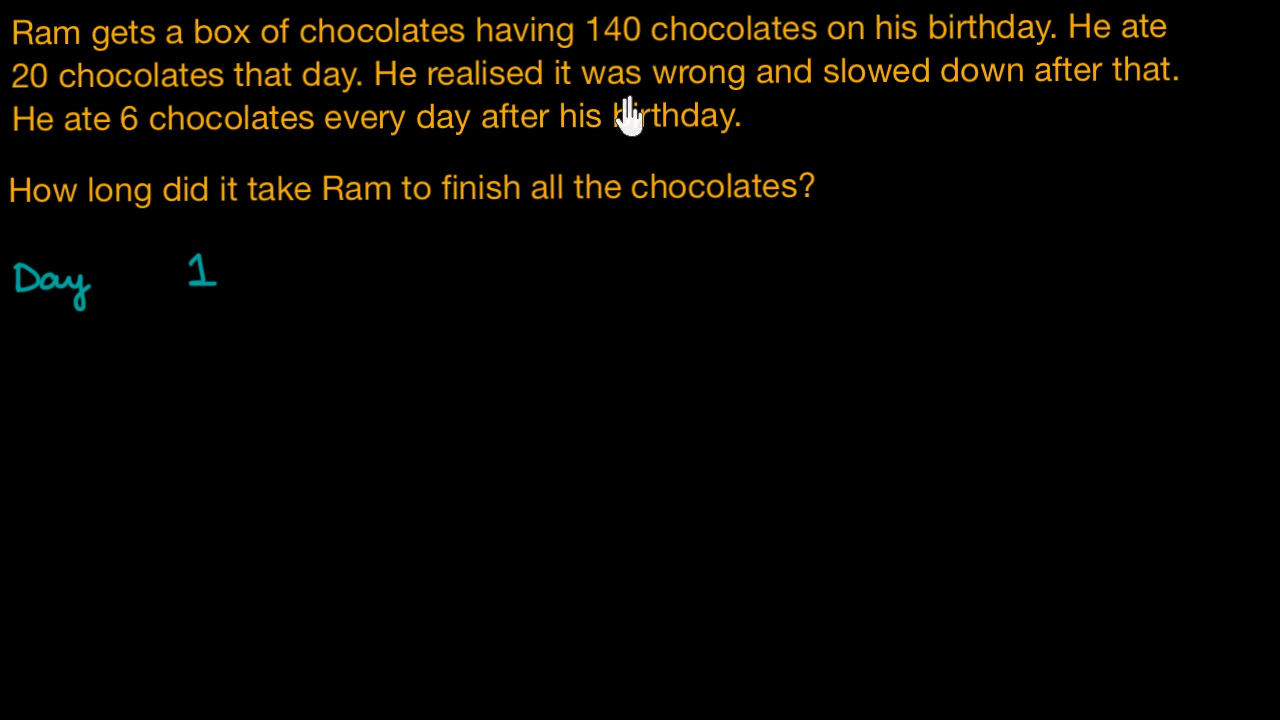 Ram gets a box of chocolates having 140 chocolates on his birthday. He ate
20 chocolates that day. He realised it was wrong and slowed down after that.
He ate 6 chocolates every day after his birthday.
How long did it take Ram to finish all the chocolates?
Day 1